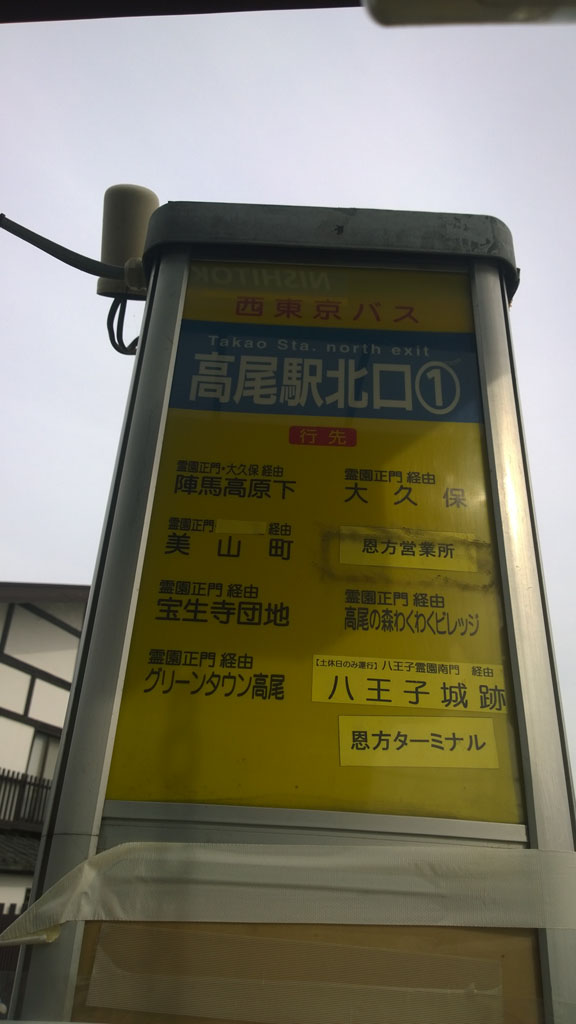 NISHITOK
西東京バス
Takao Sta. north exit
高尾駅北口①
行先
霊園正門・大久保 経由
陣馬高原下
霊園正門 経由
大久保
霊園正門 経由
美山町
恩方営業所
霊園正門 経由
宝生寺団地
霊園正門 経由
高尾の森わくわくビレッジ
霊園正門 経由
グリーンタウン高尾
【土休日のみ運行】八王子霊園南門 経由
八王子城跡
恩方ターミナル